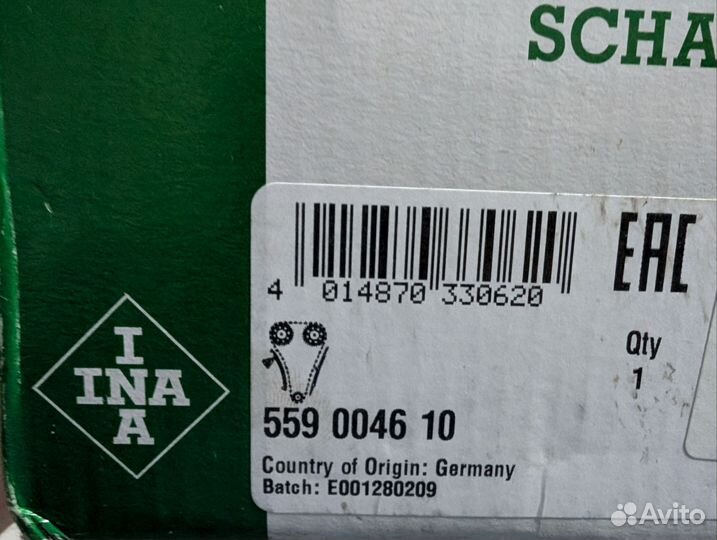 SCHA
4 014870 330620
EAC
Qty
1
I
INA
A
559 0046 10
Country of Origin: Germany
Batch: E001280209
Avito